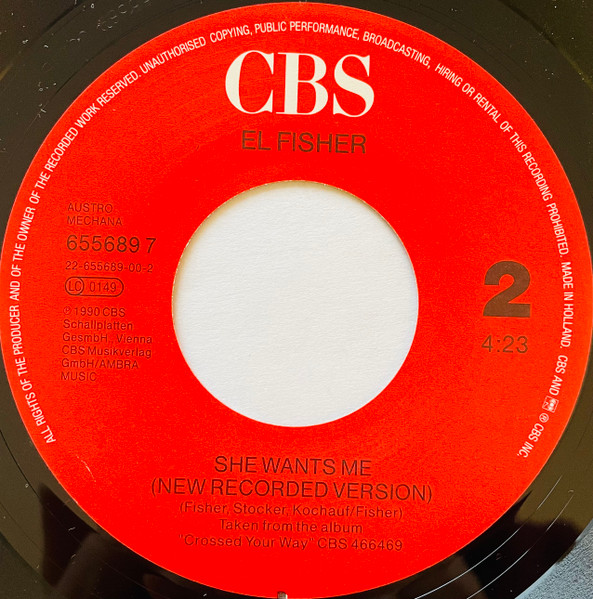 ALL RIGHTS OF THE PRODUCER AND OF THE OWNER OF THE RECORDED WORK RESERVED. UNAUTHORISED COPYING, PUBLIC PERFORMANCE, BROADCASTING, HIRING OR RENTAL OF THIS RECORDING PROHIBITED. MADE IN HOLLAND. CBS AND ® CBS INC.
CBS
EL FISHER
AUSTRO
MECHANA
655689 7
22-655689-00-2
LC 0149
℗ 1990 CBS
Schallplatten
GesmbH., Vienna
CBS Musikverlag
GmbH/AMBRA
MUSIC
2
4:23
SHE WANTS ME
(NEW RECORDED VERSION)
(Fisher, Stocker, Kochauf/Fisher)
Taken from the album
"Crossed Your Way" CBS 466469